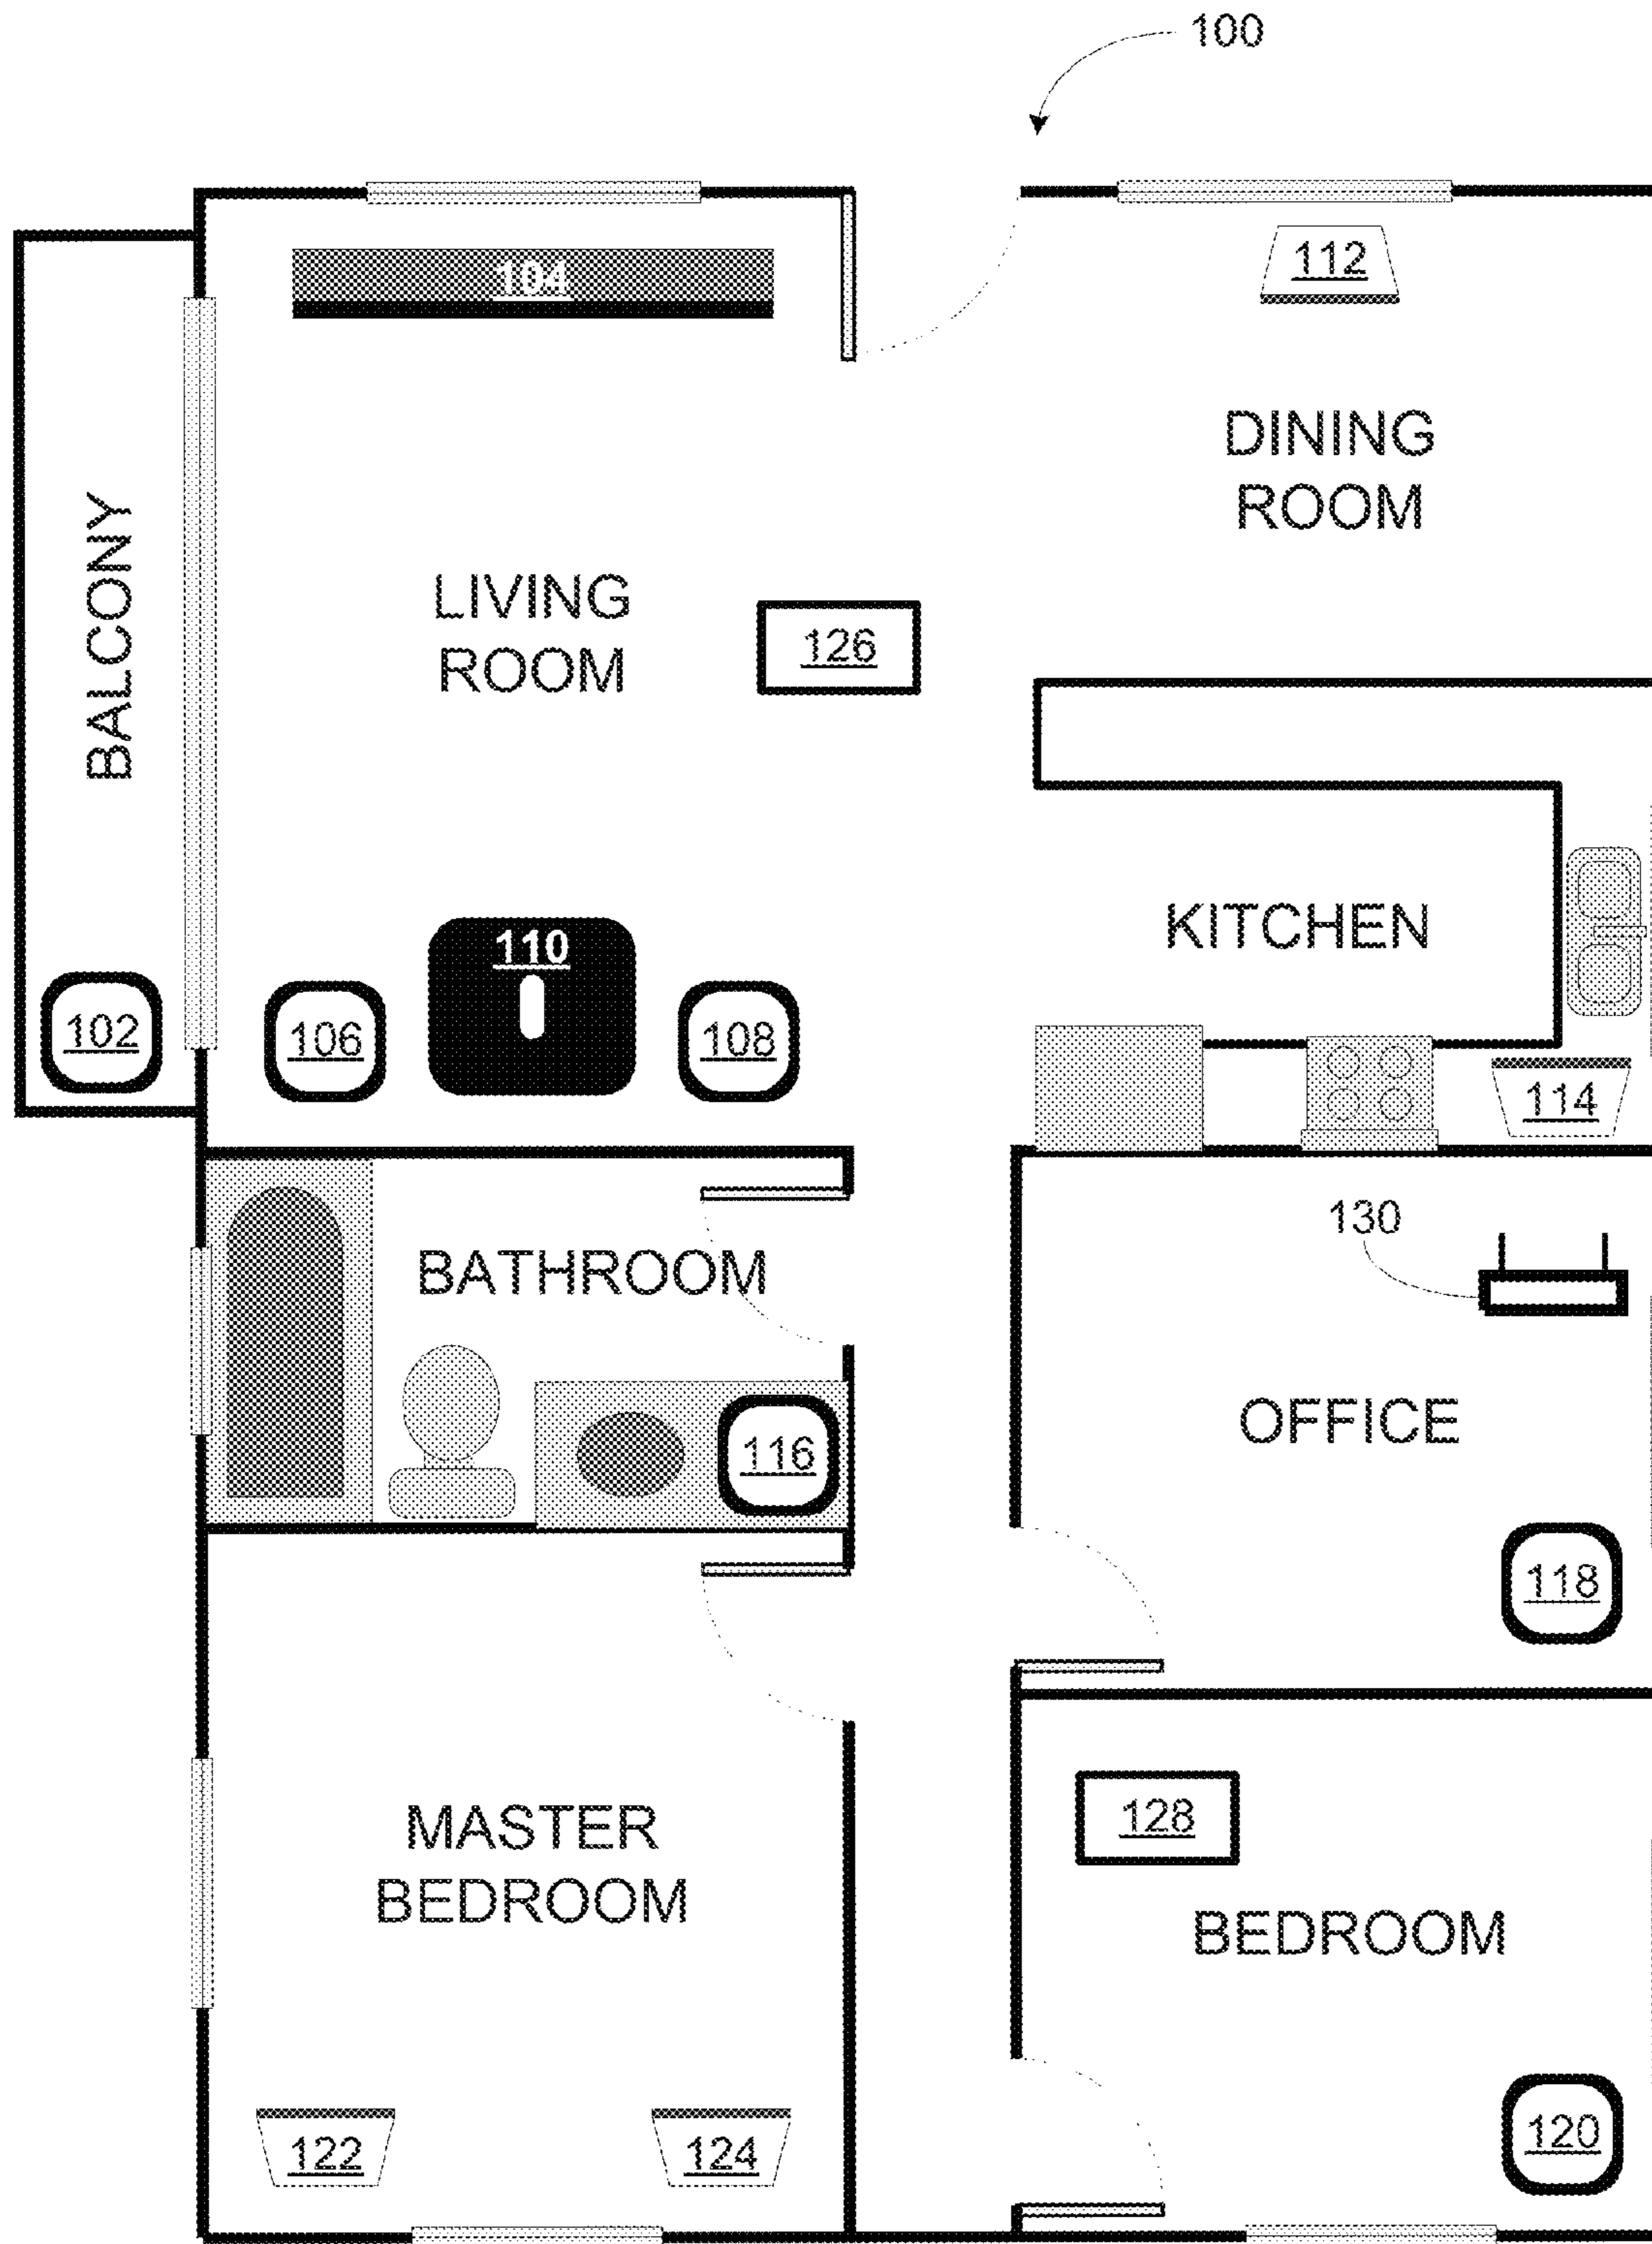 100
104
112
DINING
ROOM
BALCONY
LIVING
ROOM
126
110
KITCHEN
102
106
108
114
130
BATHROOM
OFFICE
116
118
128
MASTER
BEDROOM
BEDROOM
122
124
120